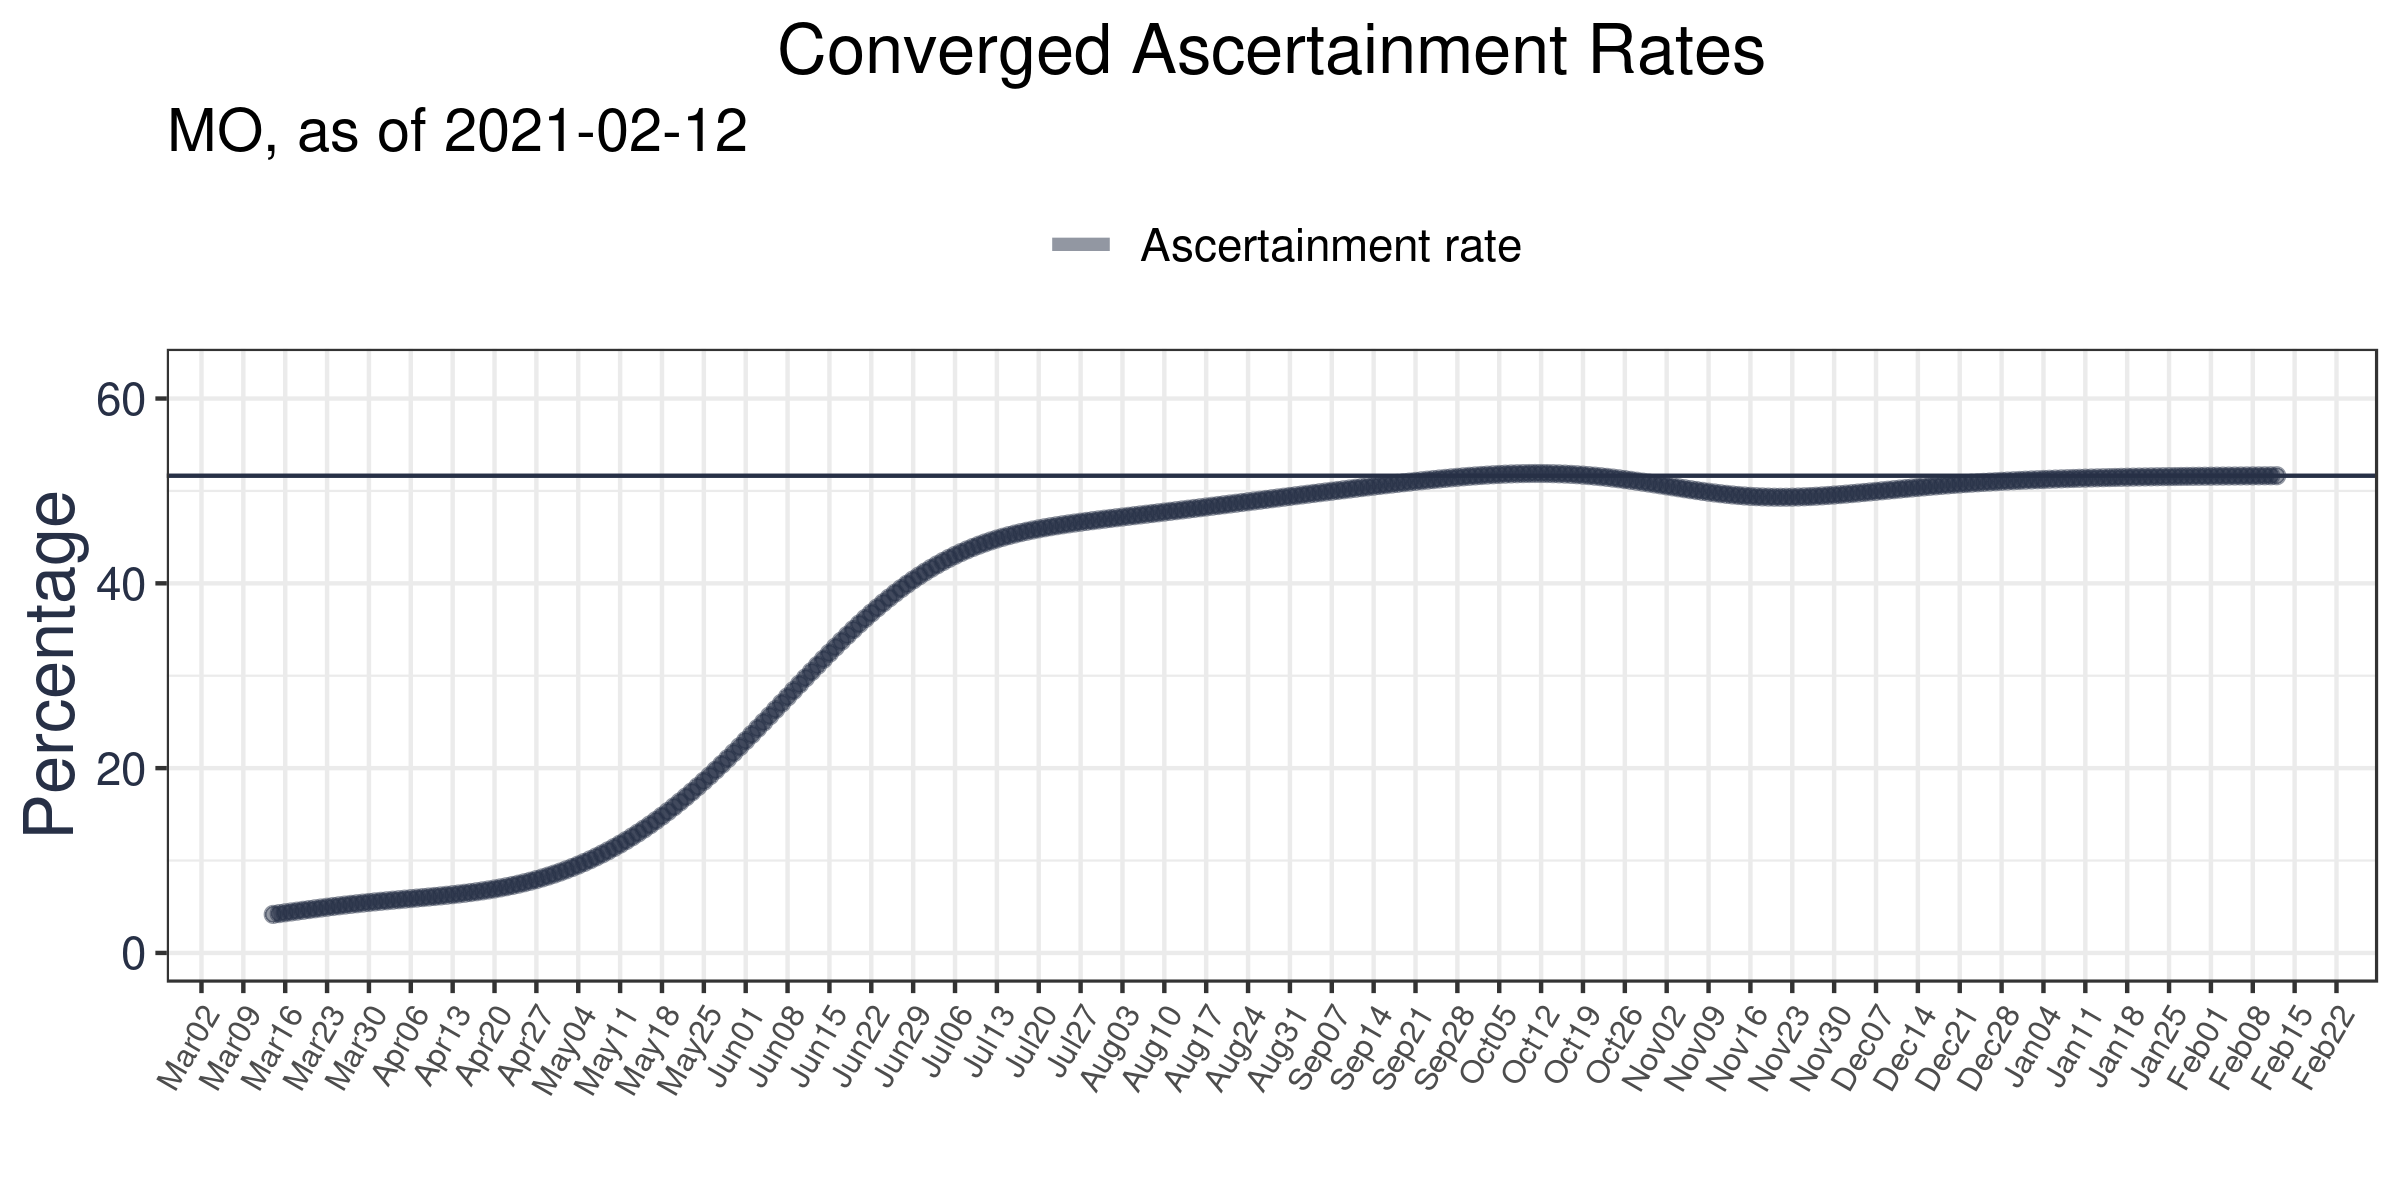 Converged Ascertainment Rates
MO, as of 2021-02-12
Ascertainment rate
Percentage
60
40
20
0
Mar02 Mar09 Mar16 Mar23 Mar30 Apr06 Apr13 Apr20 Apr27 May04 May11 May18 May25 Jun01 Jun08 Jun15 Jun22 Jun29 Jul06 Jul13 Jul20 Jul27 Aug03 Aug10 Aug17 Aug24 Aug31 Sep07 Sep14 Sep21 Sep28 Oct05 Oct12 Oct19 Oct26 Nov02 Nov09 Nov16 Nov23 Nov30 Dec07 Dec14 Dec21 Dec28 Jan04 Jan11 Jan18 Jan25 Feb01 Feb08 Feb15 Feb22